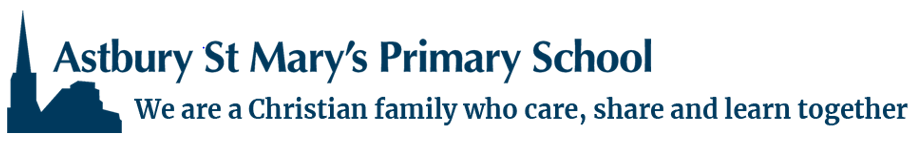 Astbury St Mary's Primary School
We are a Christian family who care, share and learn together